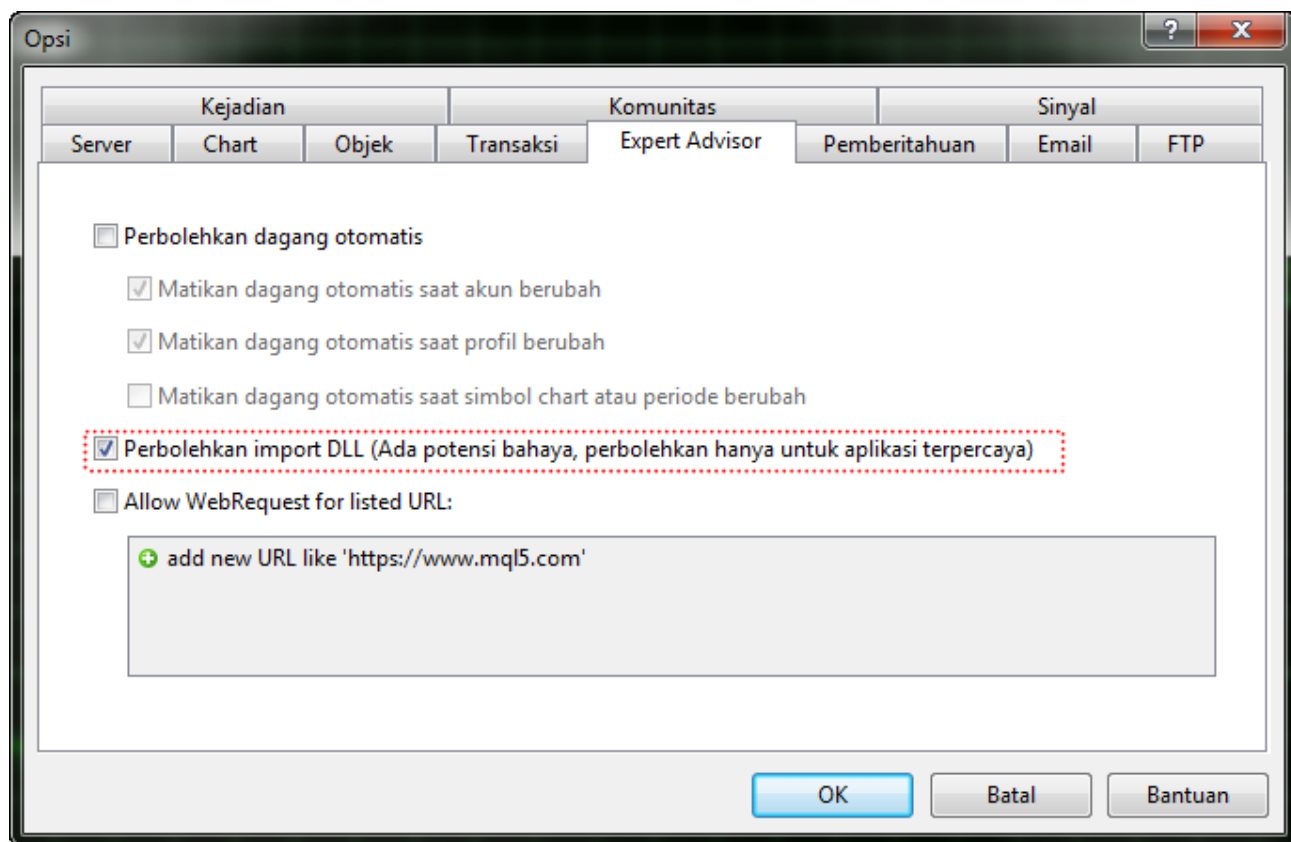 Opsi
Kejadian Komunitas Sinyal
Server Chart Objek Transaksi Expert Advisor Pemberitahuan Email FTP
Perbolehkan dagang otomatis
Matikan dagang otomatis saat akun berubah
Matikan dagang otomatis saat profil berubah
Matikan dagang otomatis saat simbol chart atau periode berubah
Perbolehkan import DLL (Ada potensi bahaya, perbolehkan hanya untuk aplikasi terpercaya)
Allow WebRequest for listed URL:
add new URL like 'https://www.mql5.com'
OK Batal Bantuan